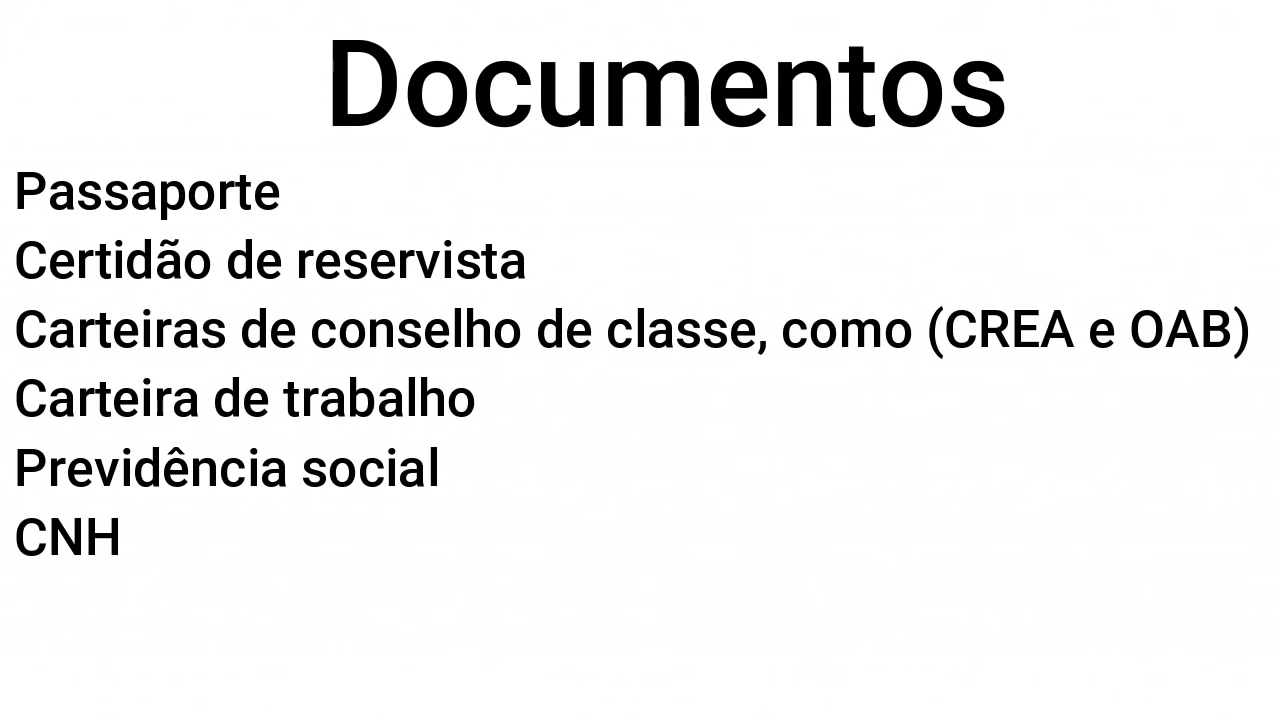 Documentos
Passaporte
Certidão de reservista
Carteiras de conselho de classe, como (CREA e OAB)
Carteira de trabalho
Previdência social
CNH